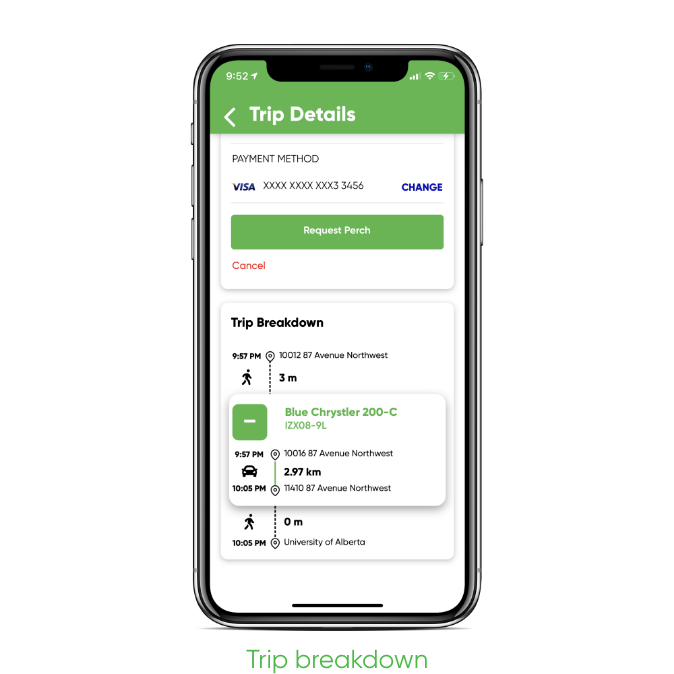 9:52
Trip Details
PAYMENT METHOD
VISA XXXX XXXX XXX3 3456 CHANGE
Request Perch
Cancel
Trip Breakdown
9:57 PM 10012 87 Avenue Northwest
3 m
Blue Chrystler 200-C
IZX08-9L
9:57 PM 10016 87 Avenue Northwest
2.97 km
10:05 PM 11410 87 Avenue Northwest
0 m
10:05 PM University of Alberta
Trip breakdown